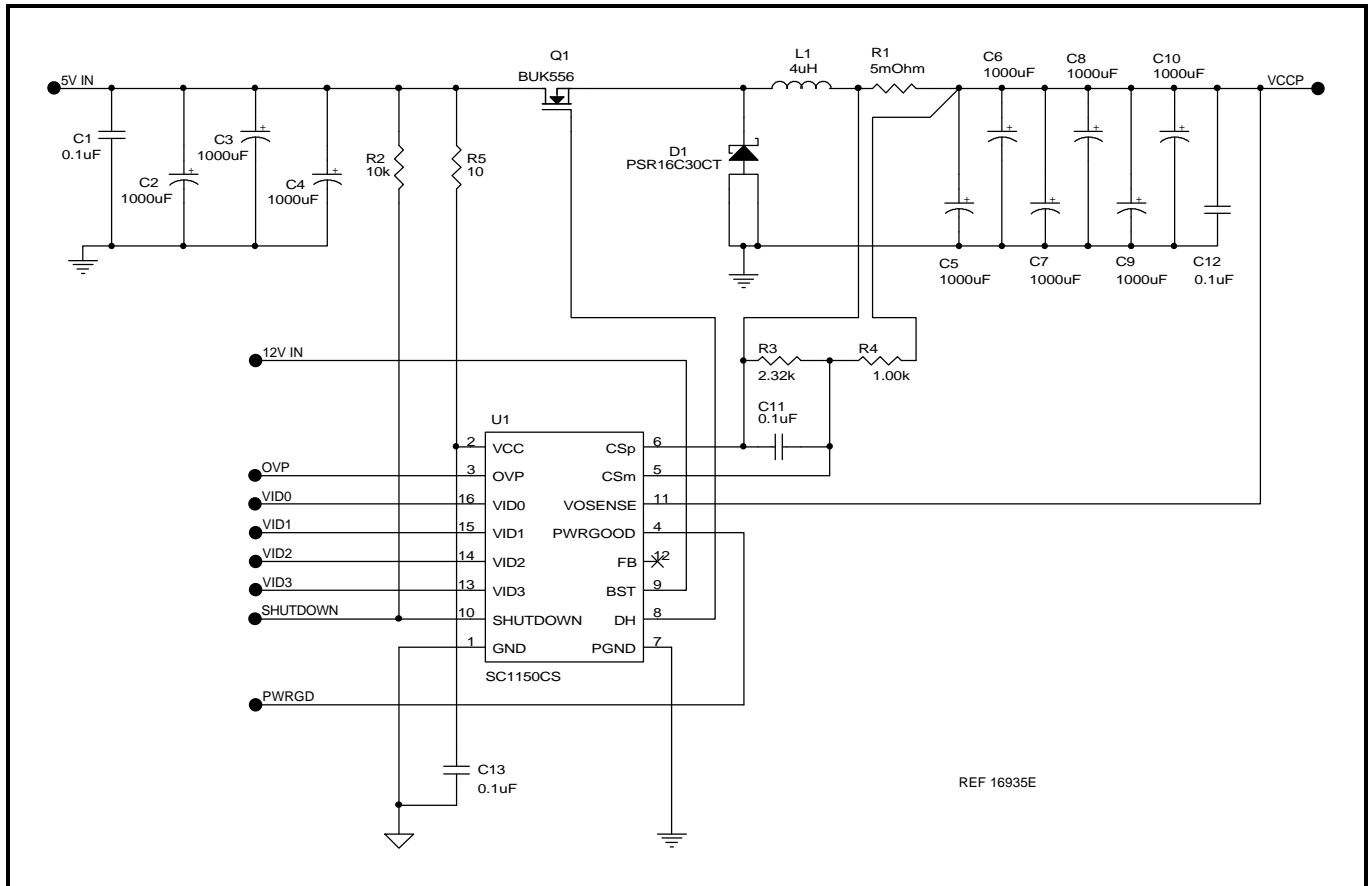 Q1
BUK556
L1
4uH
R1
5mOhm
C6
1000uF
C8
1000uF
C10
1000uF
5V IN
VCCP
C1
0.1uF
C2
1000uF
C3
1000uF
C4
1000uF
R2
10k
R5
10
D1
PSR16C30CT
C5
1000uF
C7
1000uF
C9
1000uF
C12
0.1uF
12V IN
R3
2.32k
R4
1.00k
C11
0.1uF
U1
2 VCC CSp 6
OVP 3 OVP CSm 5
VID0 16 VID0 VOSENSE 11
VID1 15 VID1 PWRGOOD 4
VID2 14 VID2 FB 12
VID3 13 VID3 BST 9
SHUTDOWN 10 SHUTDOWN DH 8
1 GND PGND 7
SC1150CS
PWRGD
C13
0.1uF
REF 16935E